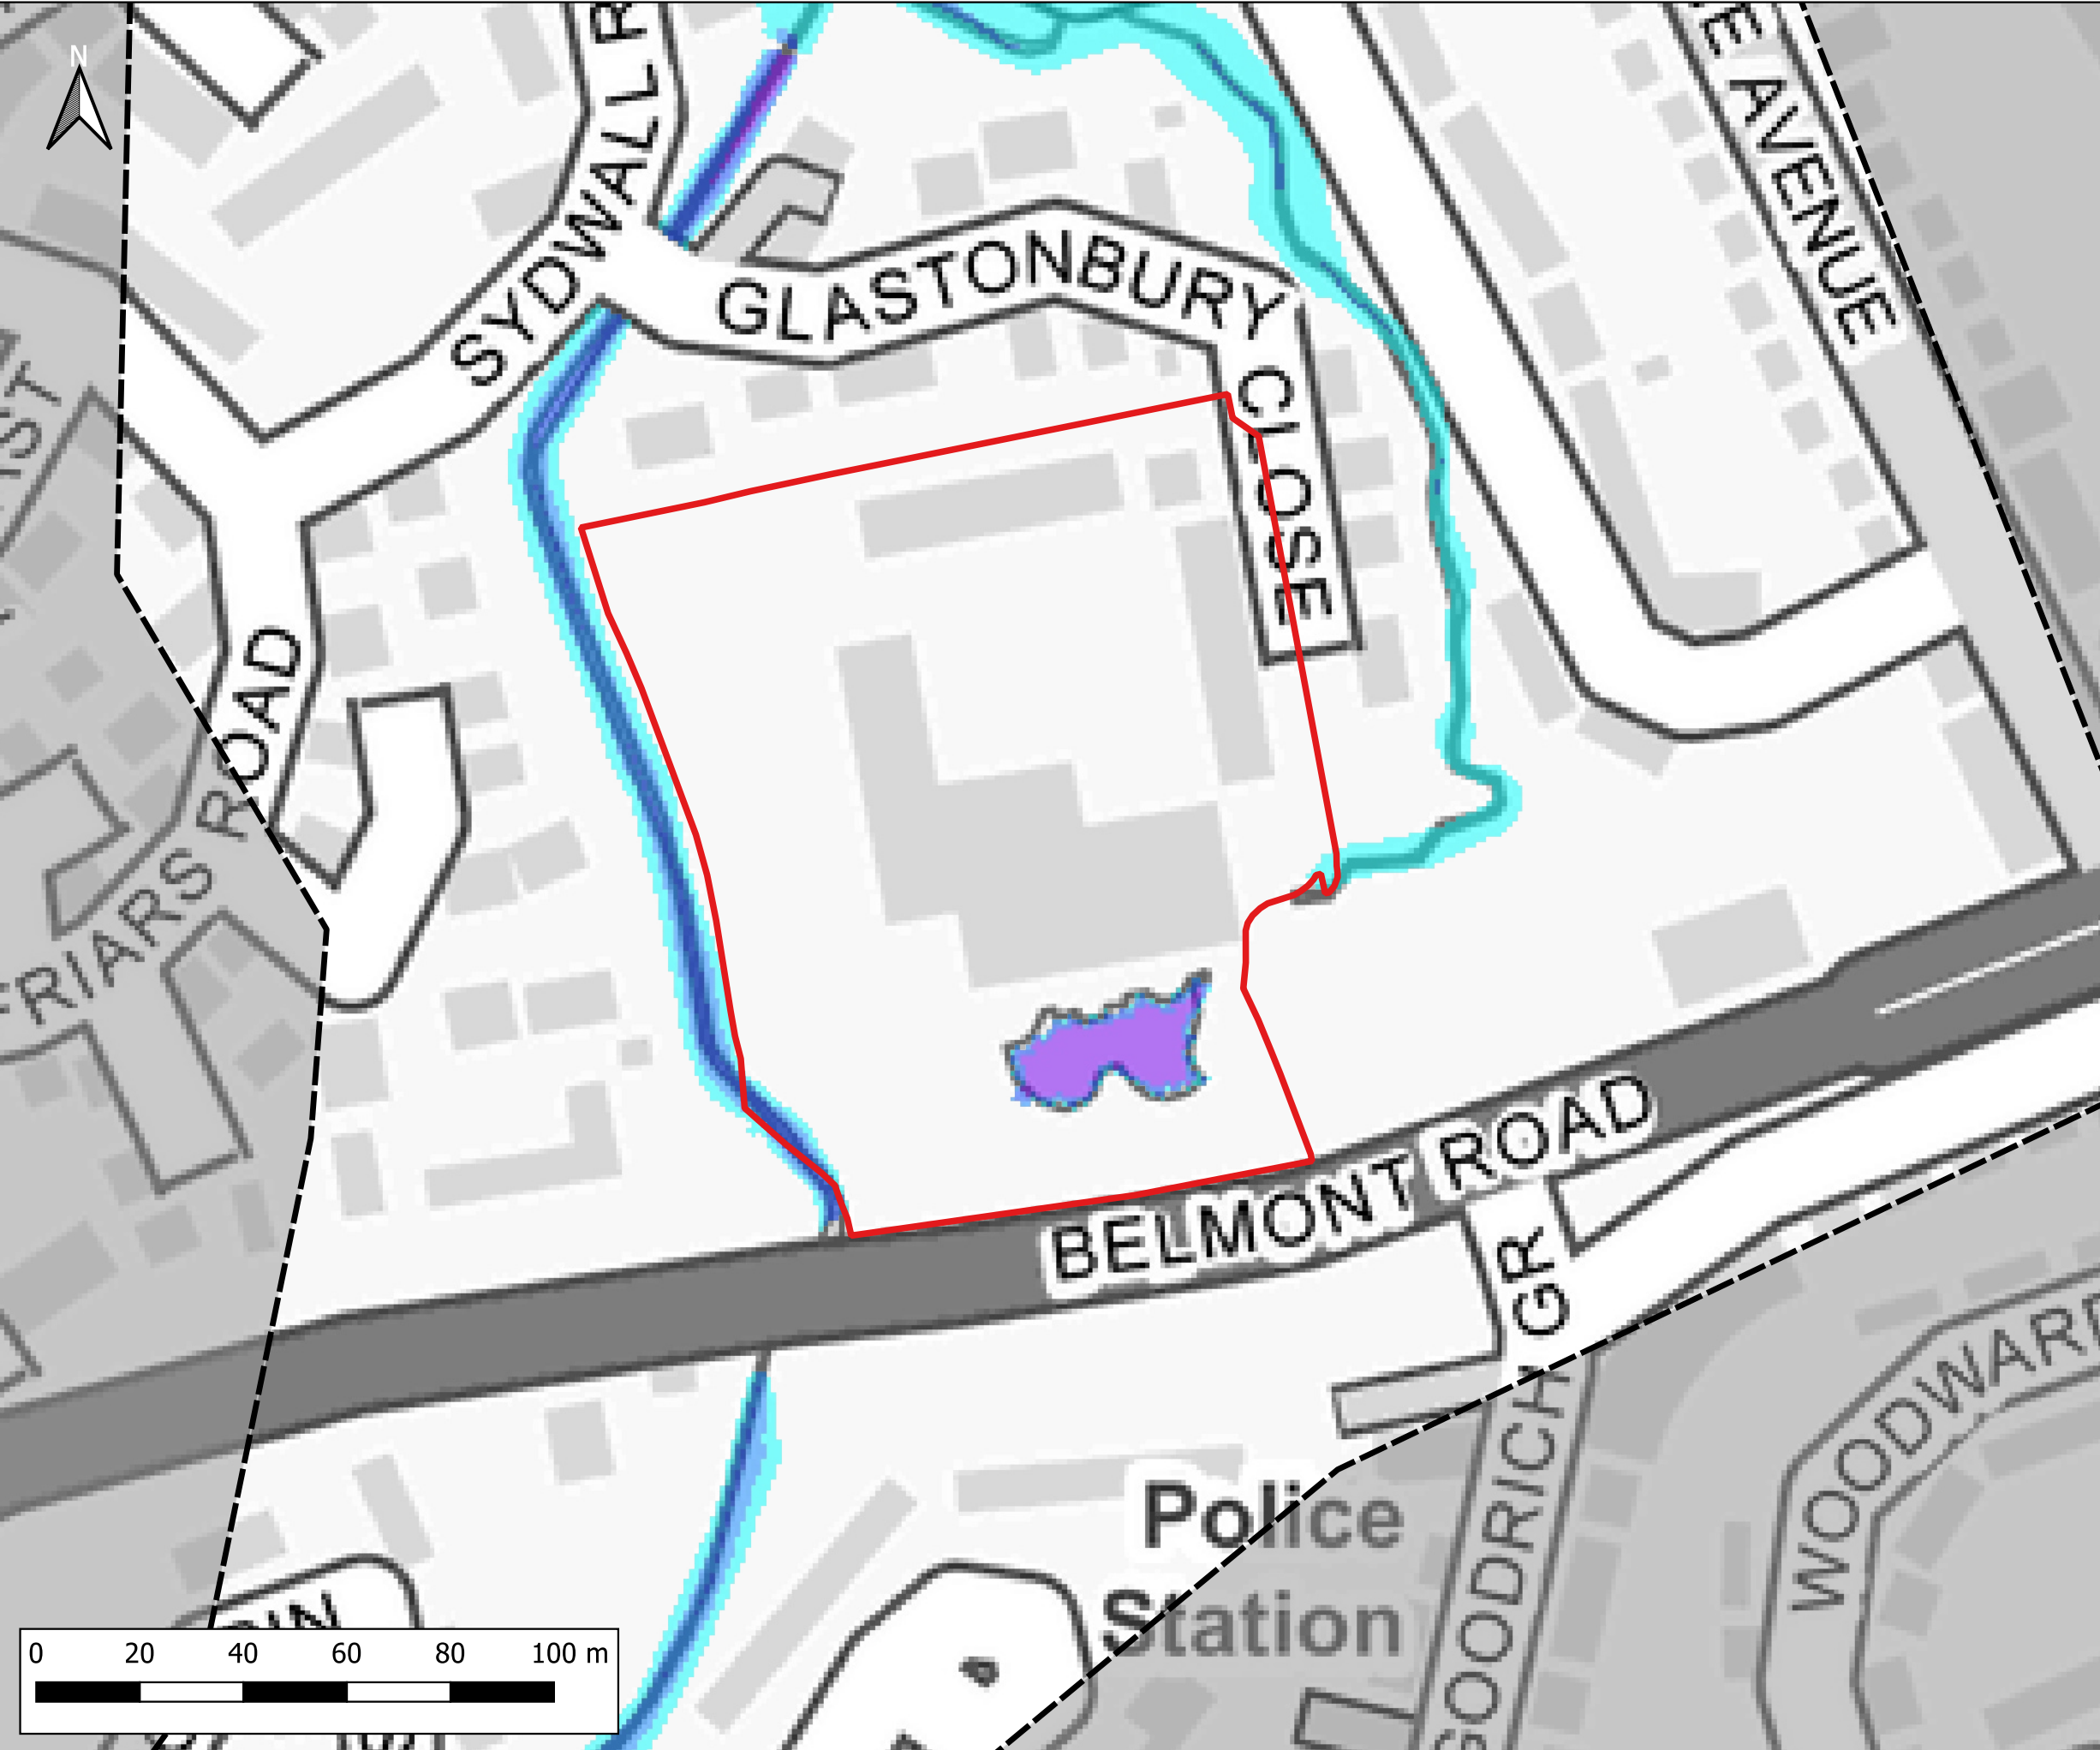 N
SYDWALL R
E AVENUE
GLASTONBURY
CLOSE
FRIARS ROAD
BELMONT ROAD
GR
GOODRICH
WOODWARD
Police
Station
0 20 40 60 80 100 m